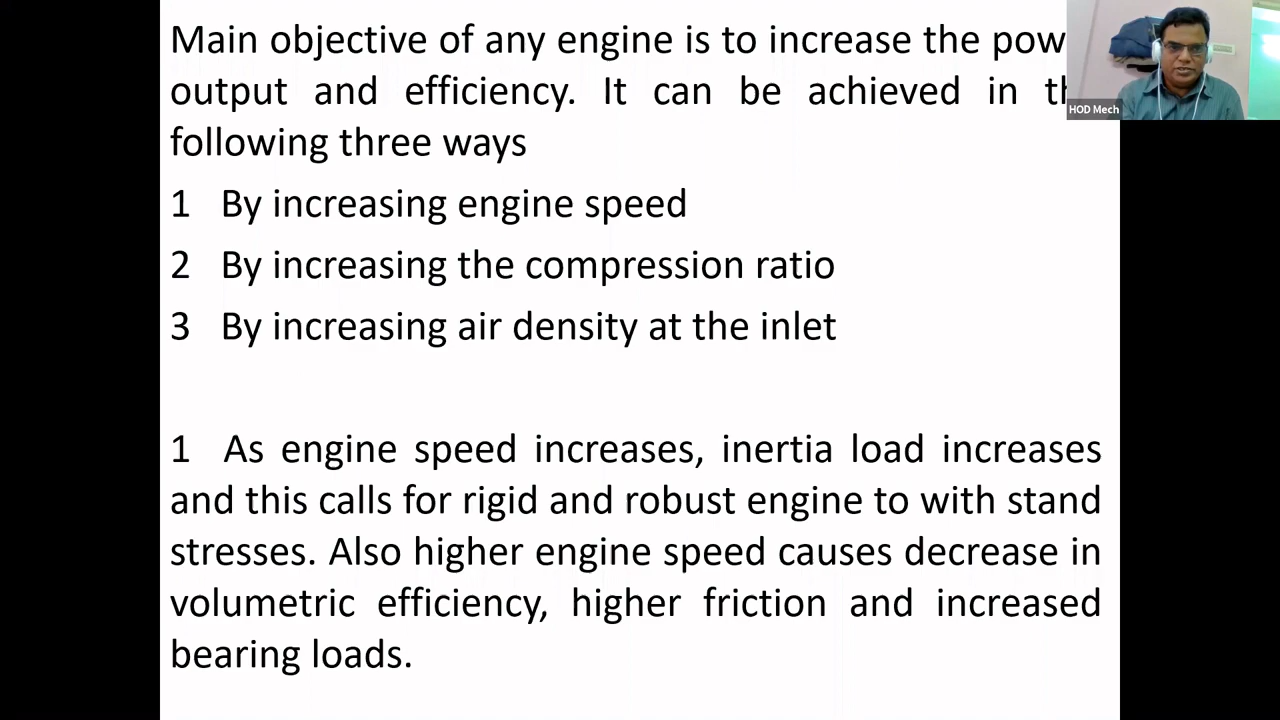 Main objective of any engine is to increase the pow
output and efficiency. It can be achieved in th
following three ways
1 By increasing engine speed
2 By increasing the compression ratio
3 By increasing air density at the inlet
1 As engine speed increases, inertia load increases
and this calls for rigid and robust engine to with stand
stresses. Also higher engine speed causes decrease in
volumetric efficiency, higher friction and increased
bearing loads.
HOD Mech